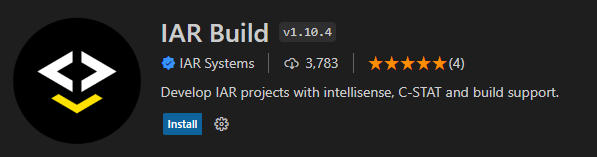 IAR Build v1.10.4
IAR Systems 3,783 (4)
Develop IAR projects with intellisense, C-STAT and build support.
Install